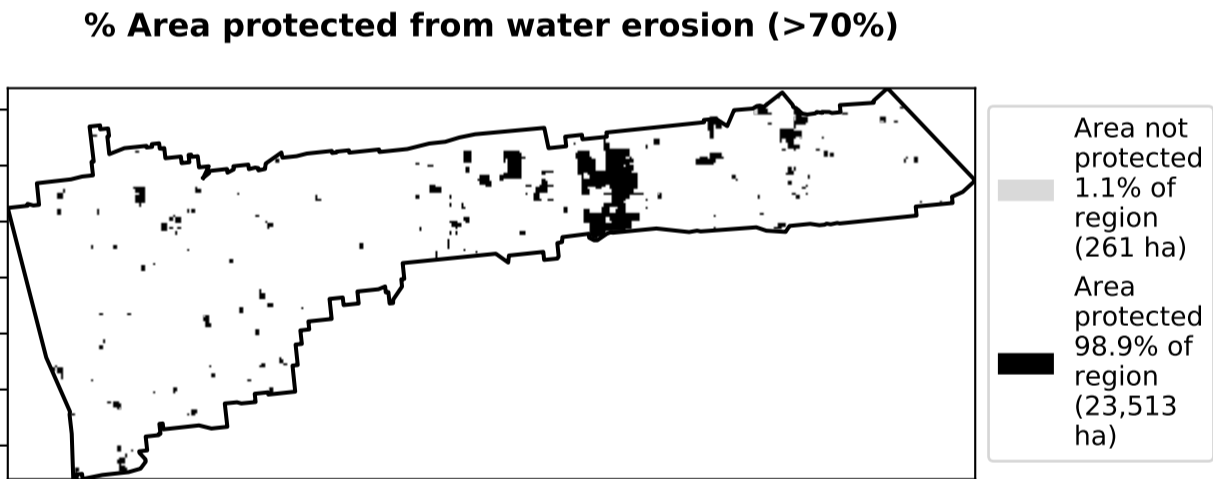 % Area protected from water erosion (>70%)
Area not
protected
1.1% of
region
(261 ha)
Area
protected
98.9% of
region
(23,513
ha)